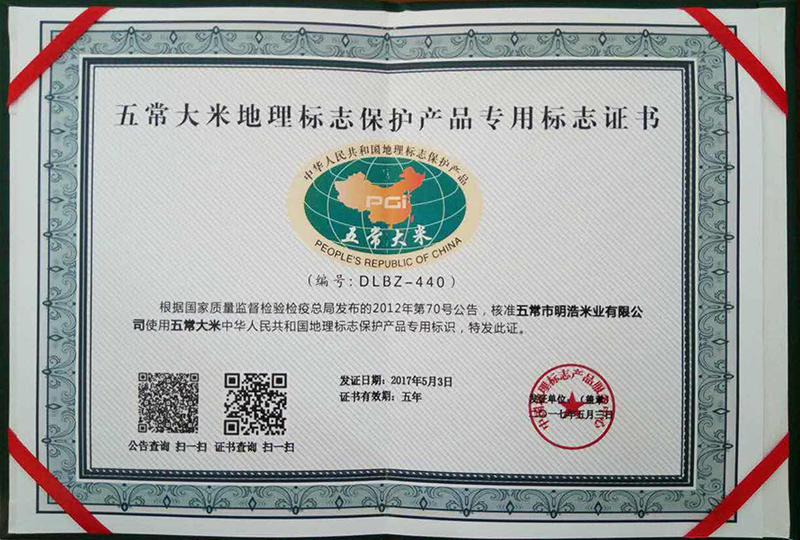 五常大米地理标志保护产品专用标志证书
中华人民共和国地理标志保护产品
PGi
五常大米
PEOPLE'S REPUBLIC OF CHINA
(编号:DLBZ-440)
根据国家质量监督检验检疫总局发布的2012年第70号公告，核准五常市明浩米业有限公
司使用五常大米中华人民共和国地理标志保护产品专用标识，特发此证。
发证日期：2017年5月3日
证书有效期：五年
公告查询 扫一扫 证书查询 扫一扫
发证单位：（盖章）
二〇一七年五月三日